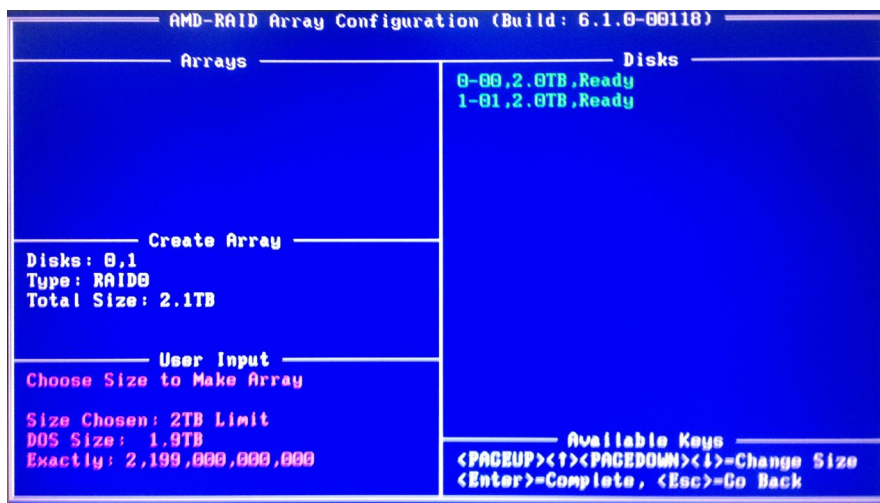 AMD-RAID Array Configuration (Build: 6.1.0-00118)
Arrays
Disks
0-00,2.0TB,Ready
1-01,2.0TB,Ready
Create Array
Disks: 0,1
Type: RAID0
Total Size: 2.1TB
User Input
Choose Size to Make Array
Size Chosen: 2TB Limit
DOS Size: 1.9TB
Exactly: 2,199,000,000,000
Available Keys
<PAGEUP><↑><PAGEDOWN><↓>=Change Size
<Enter>=Complete, <Esc>=Go Back